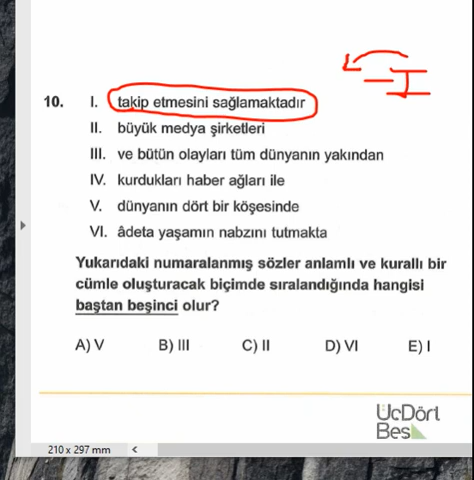 10. I. takip etmesini sağlamaktadır
II. büyük medya şirketleri
III. ve bütün olayları tüm dünyanın yakından
IV. kurdukları haber ağları ile
V. dünyanın dört bir köşesinde
VI. âdeta yaşamın nabzını tutmakta
Yukarıdaki numaralanmış sözler anlamlı ve kurallı bir
cümle oluşturacak biçimde sıralandığında hangisi
baştan beşinci olur?
A) V B) III C) II D) VI E) I
ÜcDört
Bes
210 x 297 mm